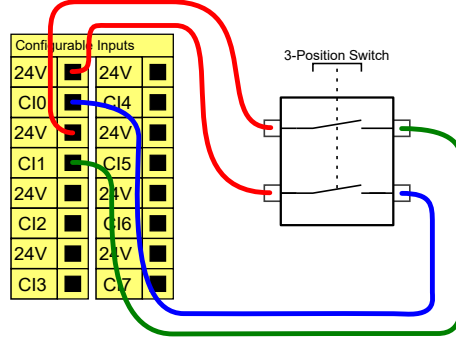 Configurable Inputs
3-Position Switch
24V 24V
CI0 CI4
24V 24V
CI1 CI5
24V 24V
CI2 CI6
24V 24V
CI3 CI7